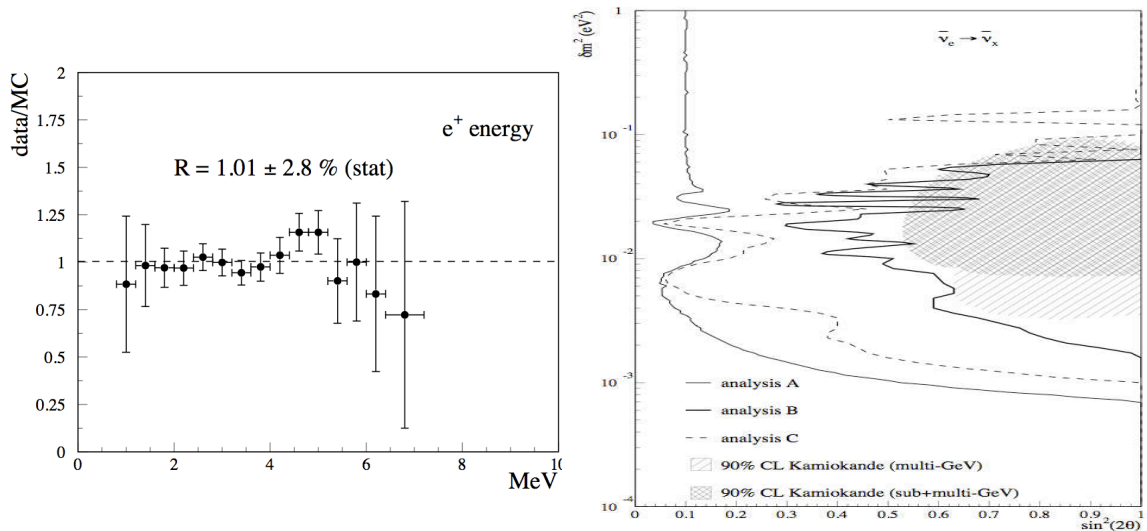 data/MC
2
1.75
1.5
1.25
1
0.75
0.5
0.25
0
e+ energy
R = 1.01 ± 2.8 % (stat)
0
2
4
6
8
10
MeV
δm²(eV²)
1
10⁻¹
10⁻²
10⁻³
10⁻⁴
ν̄e → ν̄x
analysis A
analysis B
analysis C
90% CL Kamiokande (multi-GeV)
90% CL Kamiokande (sub+multi-GeV)
0
0.1
0.2
0.3
0.4
0.5
0.6
0.7
0.8
0.9
1
sin²(2θ)